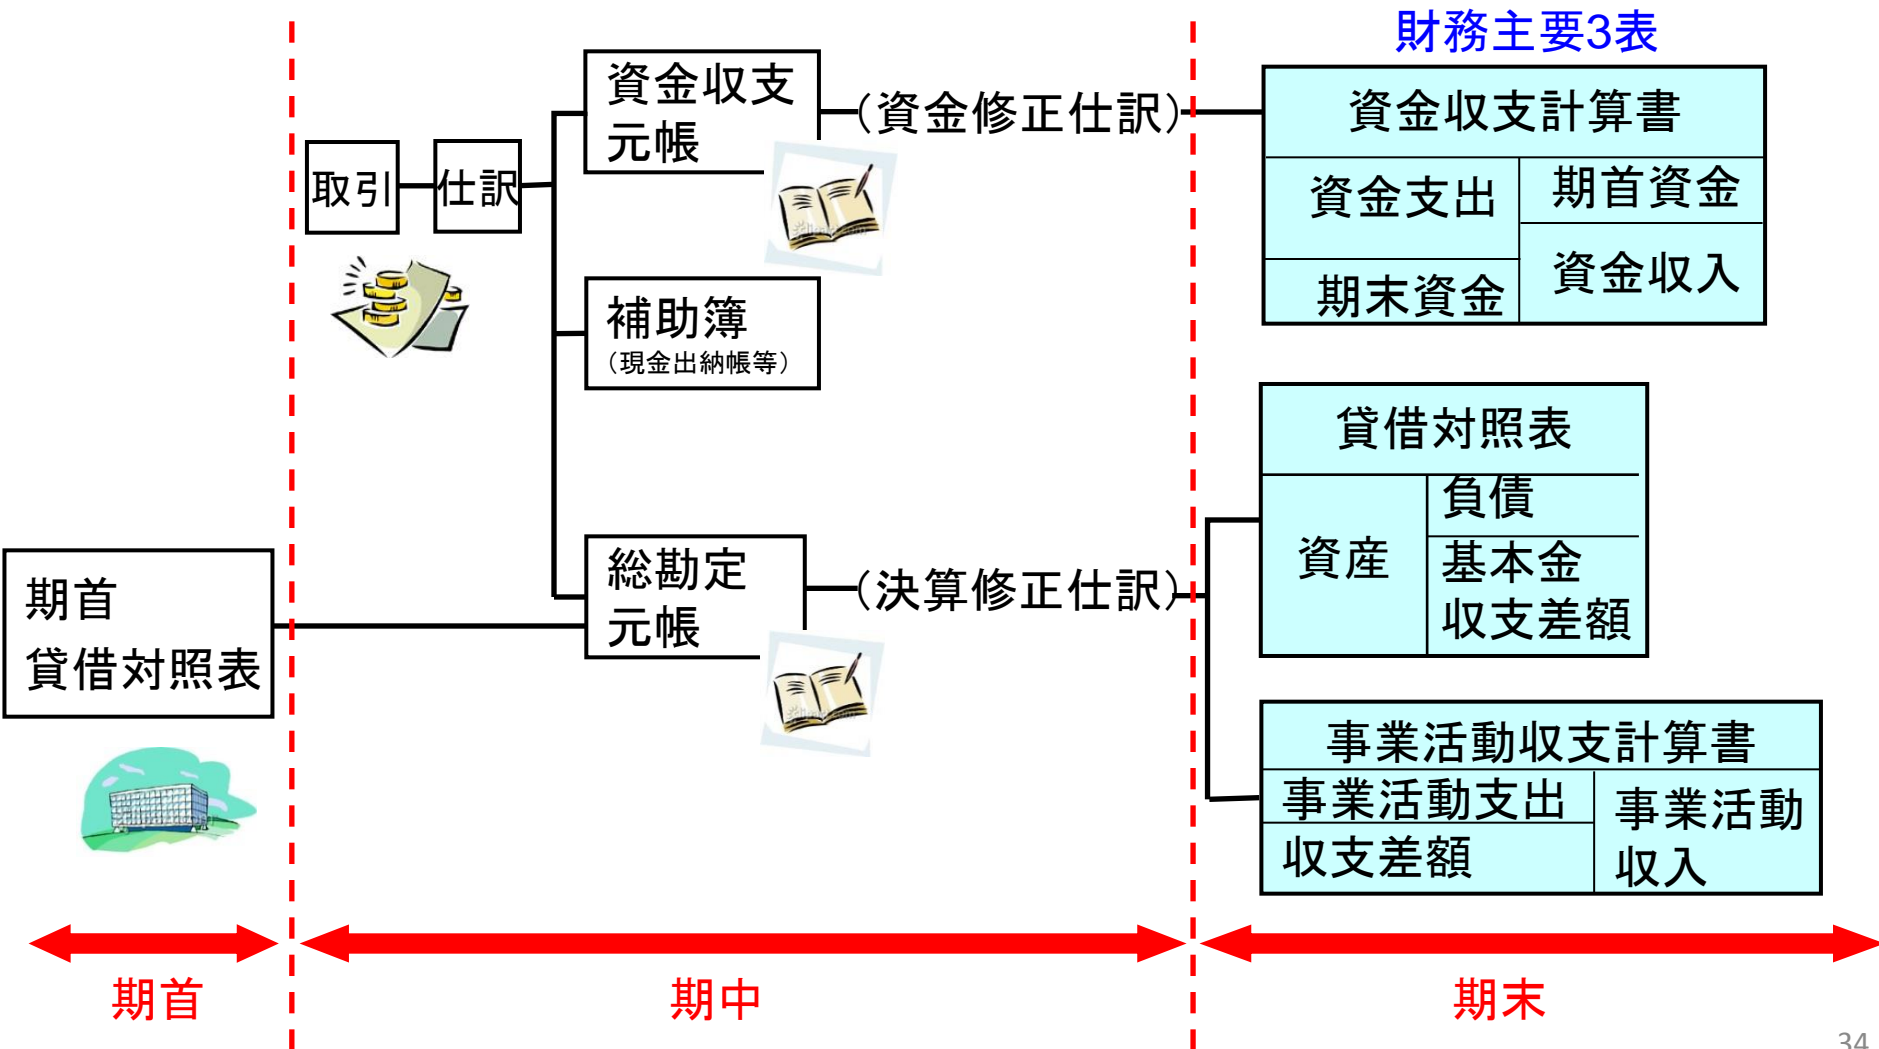 財務主要3表
資金収支
元帳
(資金修正仕訳)
資金収支計算書
取引
仕訳
資金支出
期首資金
期末資金
資金収入
補助簿
(現金出納帳等)
貸借対照表
資産
負債
基本金
収支差額
期首
貸借対照表
総勘定
元帳
(決算修正仕訳)
事業活動収支計算書
事業活動支出
収支差額
事業活動
収入
期首
期中
期末
34